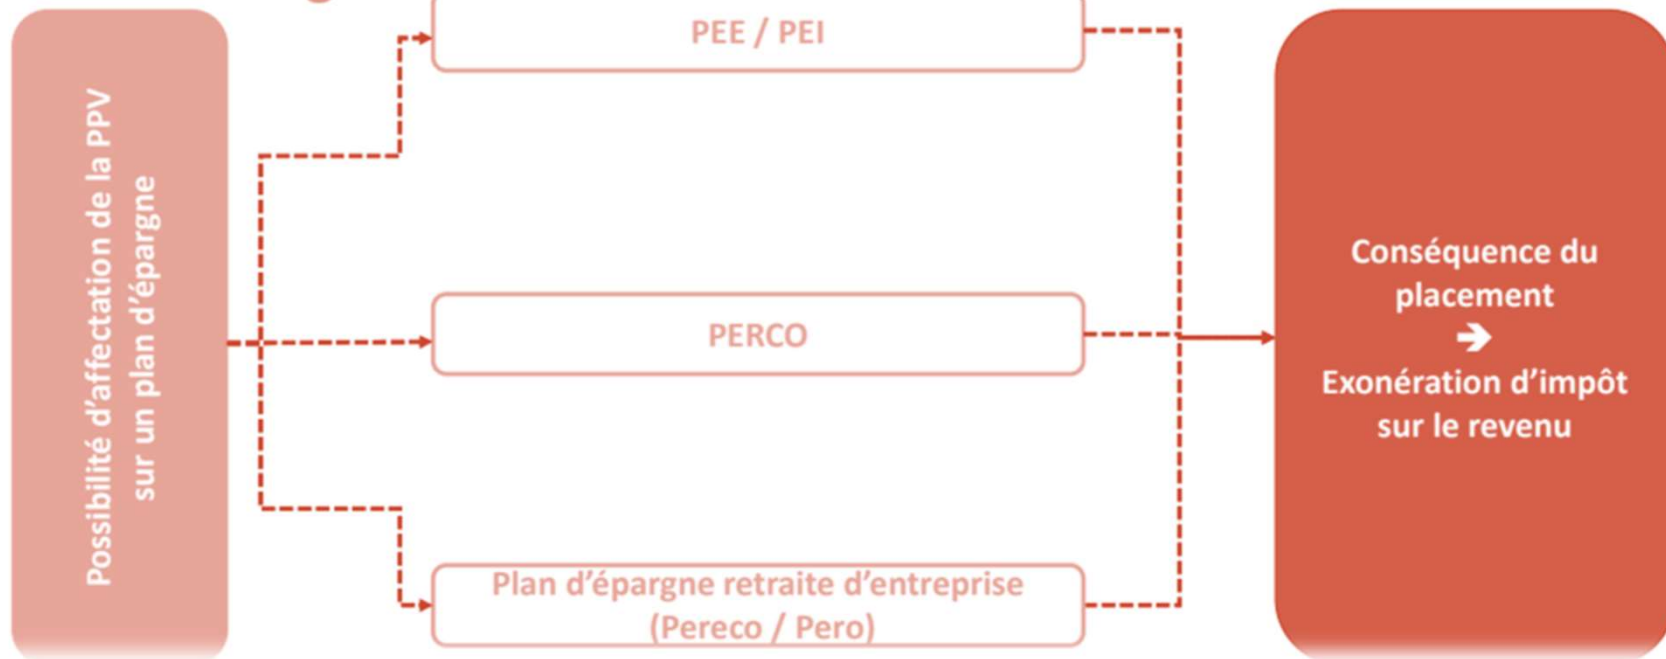 Possibilité d'affectation de la PPV
sur un plan d'épargne
PEE / PEI
PERCO
Plan d'épargne retraite d'entreprise
(Pereco / Pero)
Conséquence du
placement
➔
Exonération d'impôt
sur le revenu